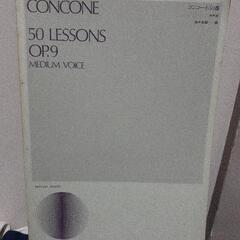 CONCONE
コンコーネ50番
50 LESSONS
OP.9
MEDIUM VOICE